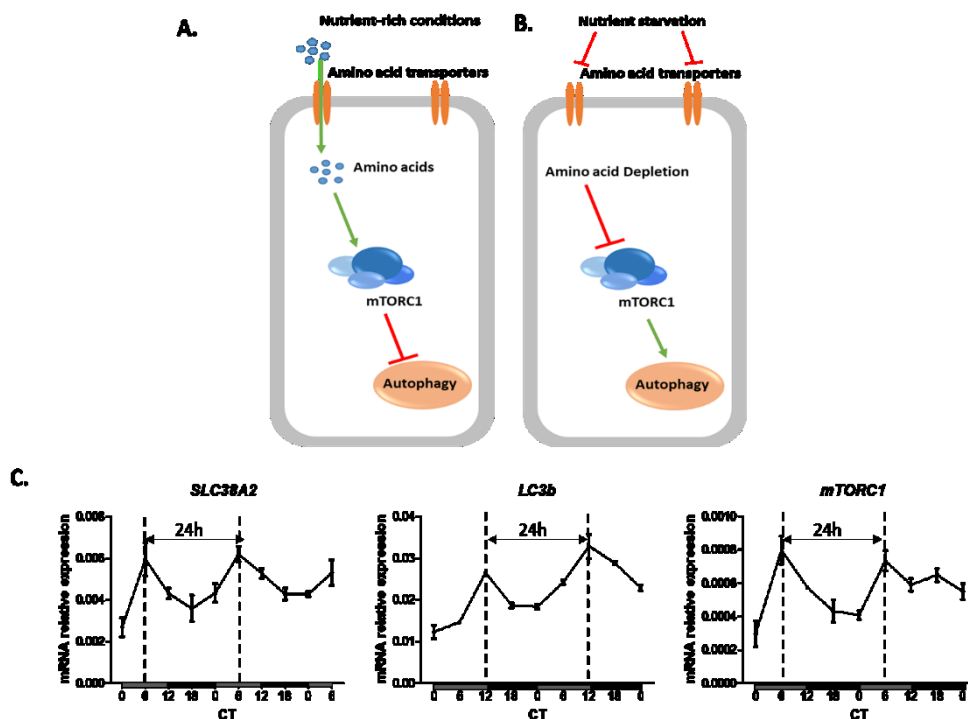 A.
Nutrient-rich conditions
Amino acid transporters
Amino acids
mTORC1
Autophagy
B.
Nutrient starvation
Amino acid transporters
Amino acid Depletion
mTORC1
Autophagy
C.
SLC38A2
mRNA relative expression
0.008
0.006
0.004
0.002
0.000
24h
0 6 12 18 0 6 12 18 0 6
CT
LC3b
mRNA relative expression
0.04
0.03
0.02
0.01
0.00
24h
0 6 12 18 0 6 12 18 0
CT
mTORC1
mRNA relative expression
0.0010
0.0008
0.0006
0.0004
0.0002
0.0000
24h
0 6 12 18 0 6 12 18 0
CT